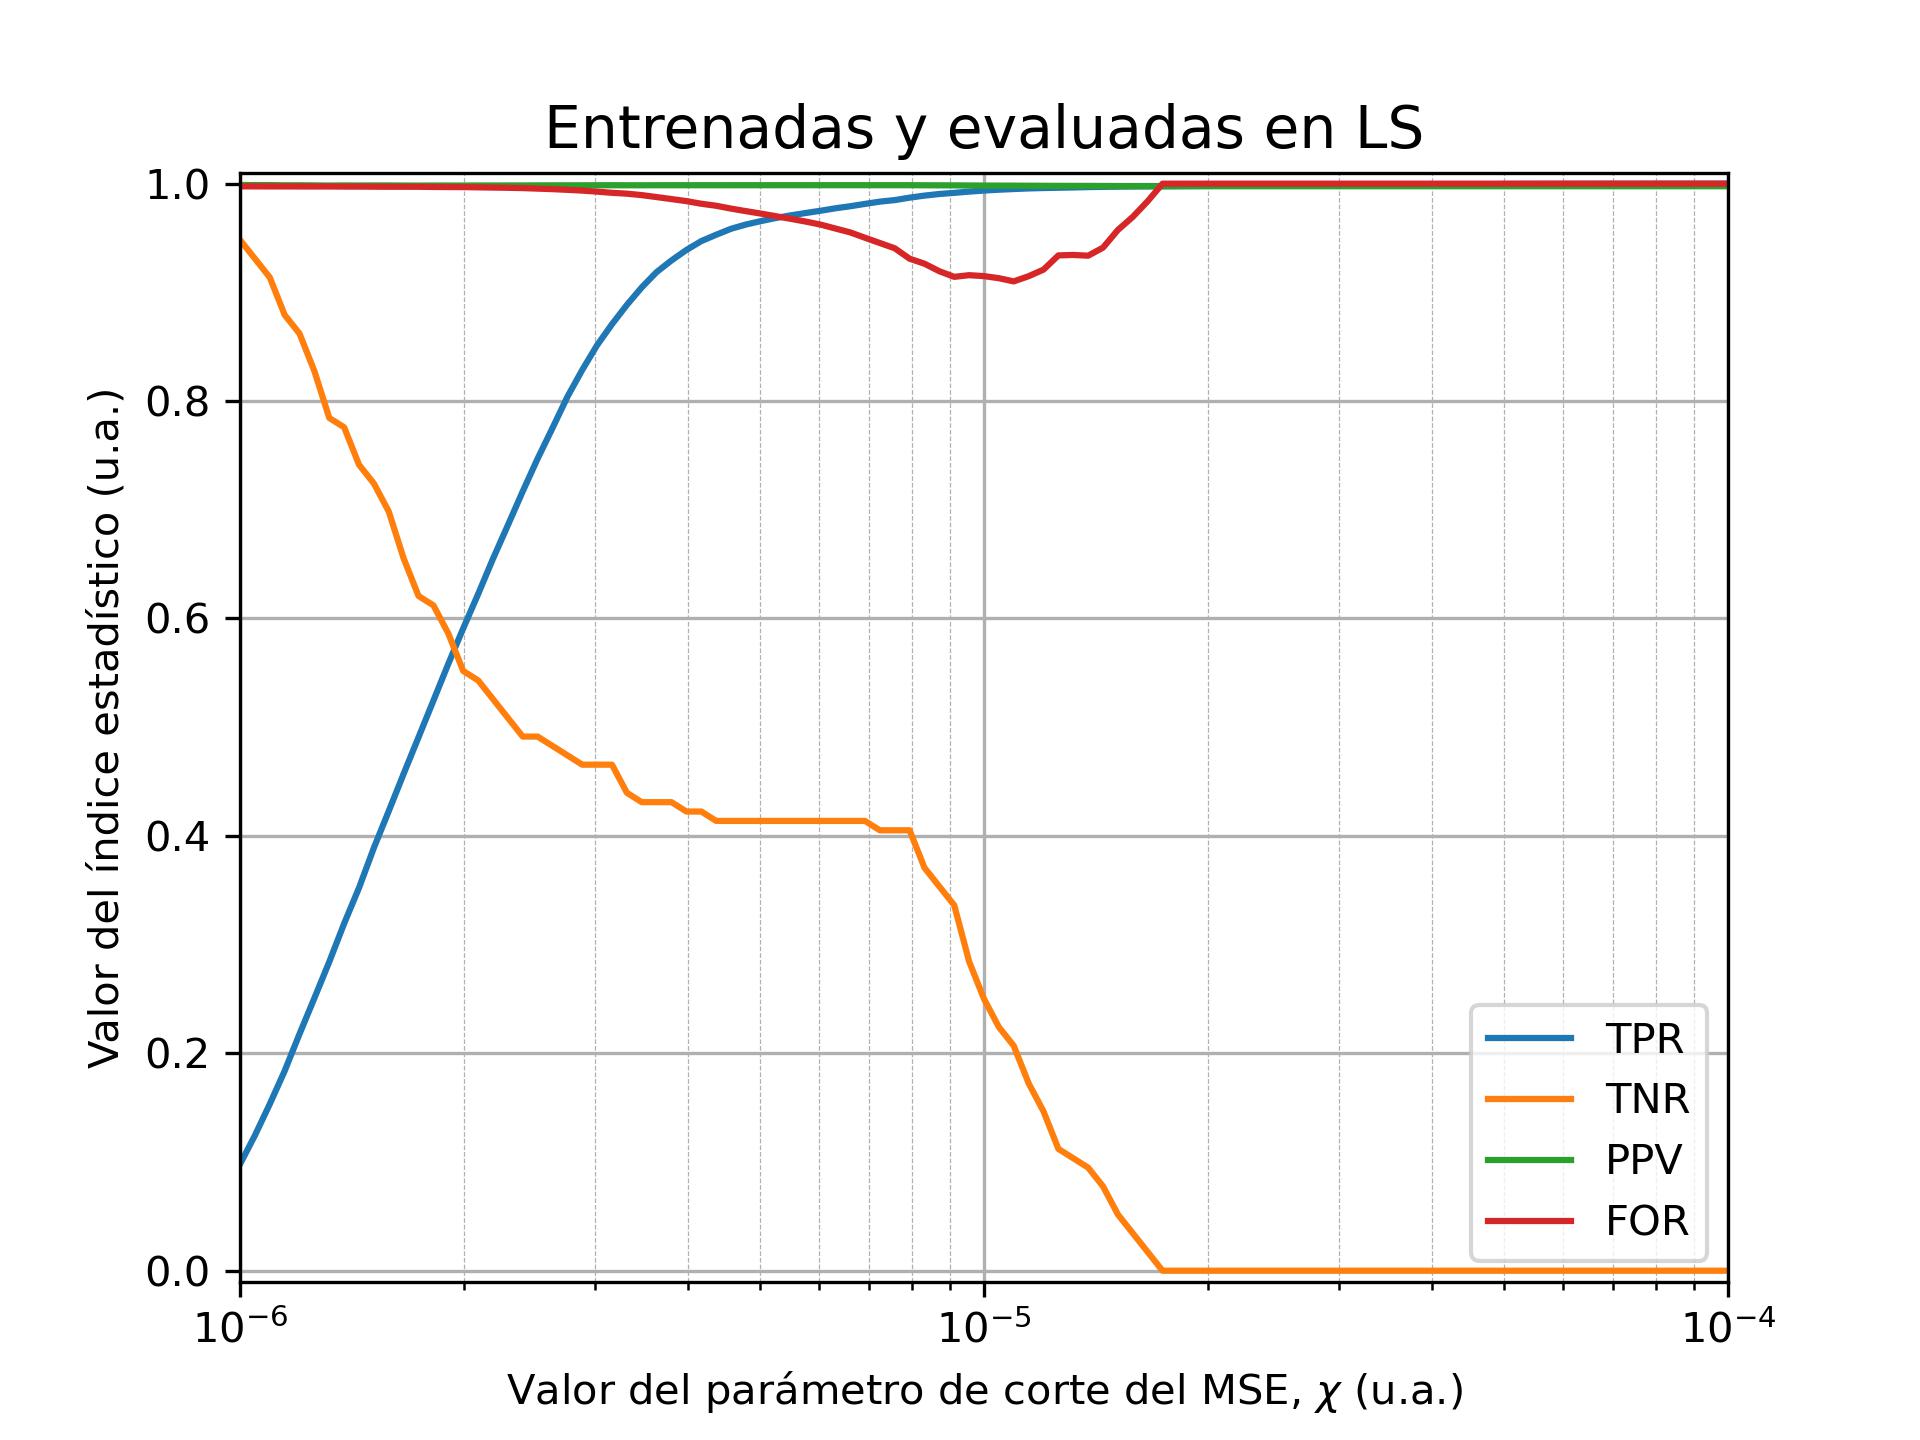 Entrenadas y evaluadas en LS
Valor del índice estadístico (u.a.)
1.0
0.8
0.6
0.4
0.2
0.0
10⁻⁶
10⁻⁵
10⁻⁴
Valor del parámetro de corte del MSE, χ (u.a.)
TPR
TNR
PPV
FOR